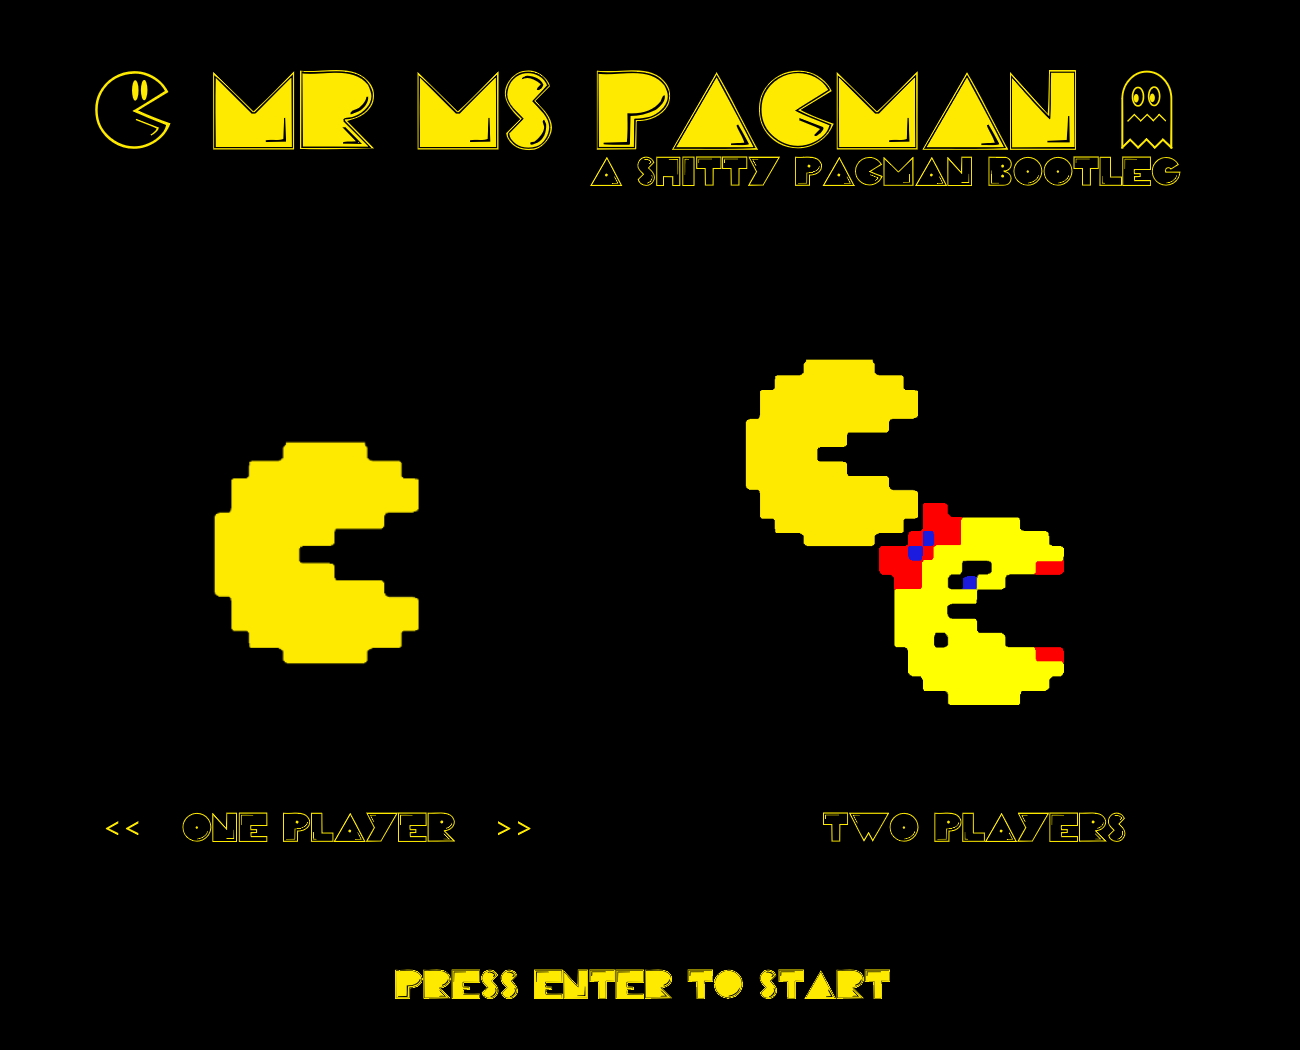 MR MS PACMAN
A SHITTY PACMAN BOOTLEG
<< ONE PLAYER >>
TWO PLAYERS
PRESS ENTER TO START